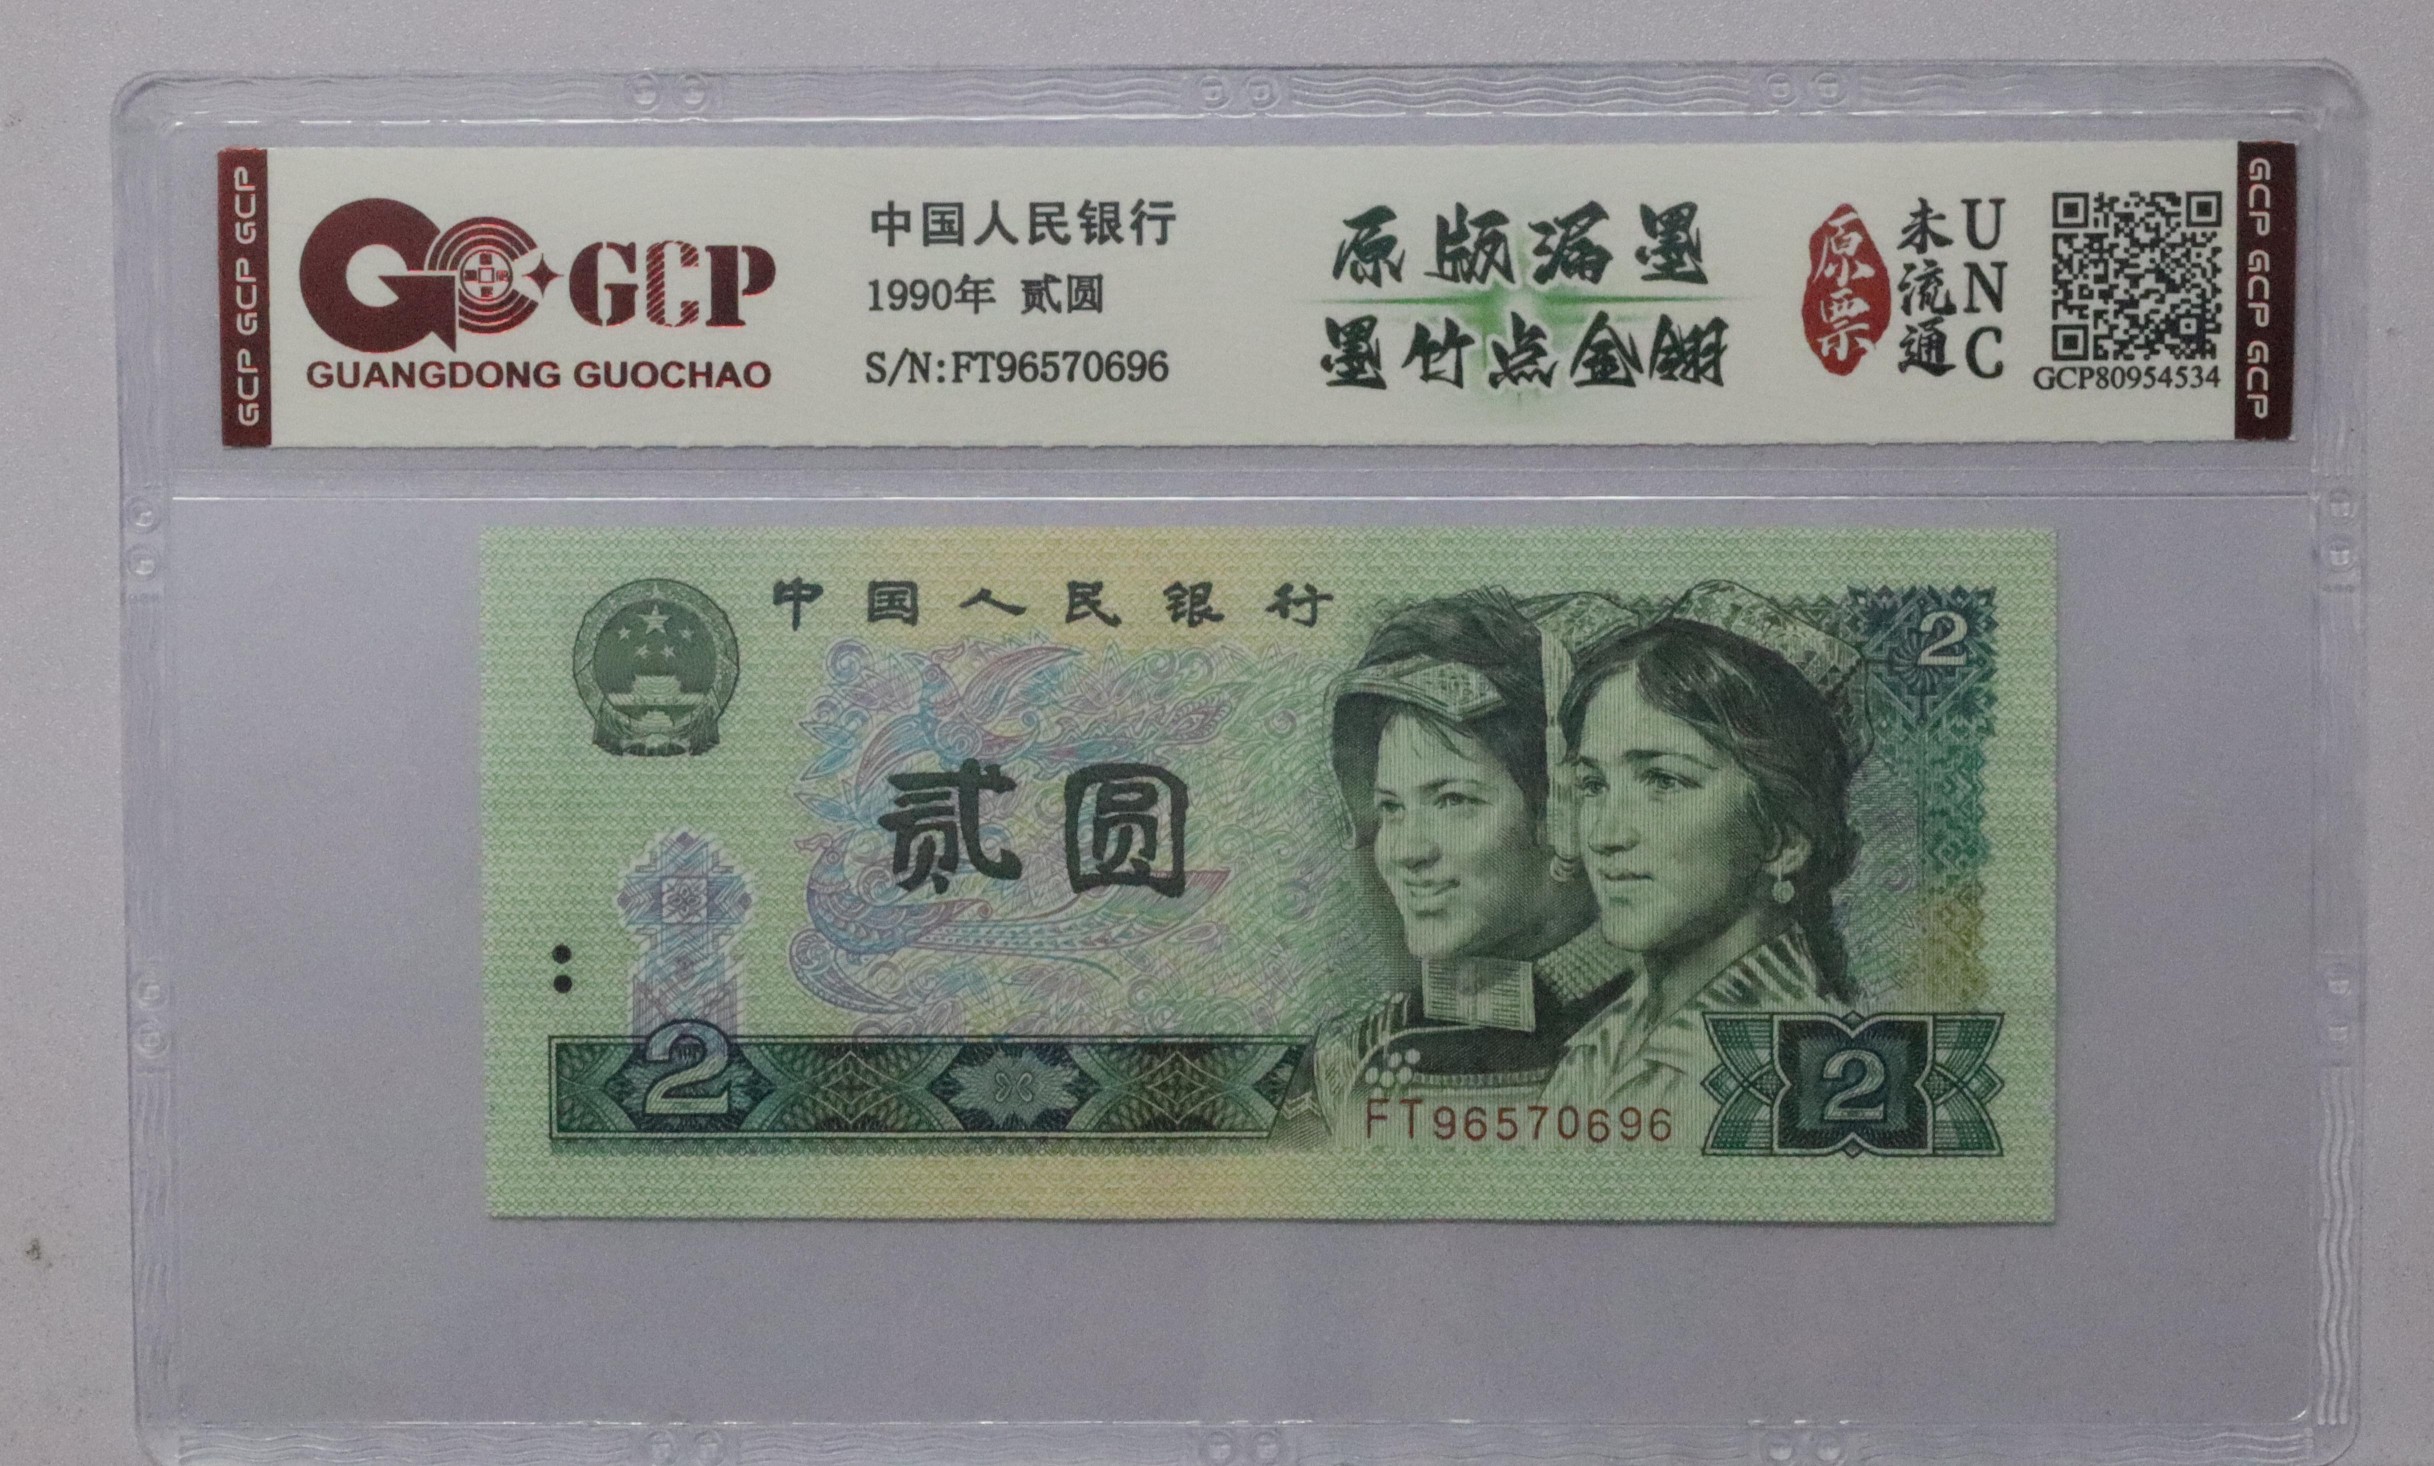 GCP GCP GCP
GCP
GUANGDONG GUOCHAO
中国人民银行
1990年 贰圆
S/N:FT96570696
原版漏墨
墨竹点金翎
原票
未流通
UNC
GCP80954534
GCP GCP GCP
中国人民银行
2
贰圆
2
FT96570696
2